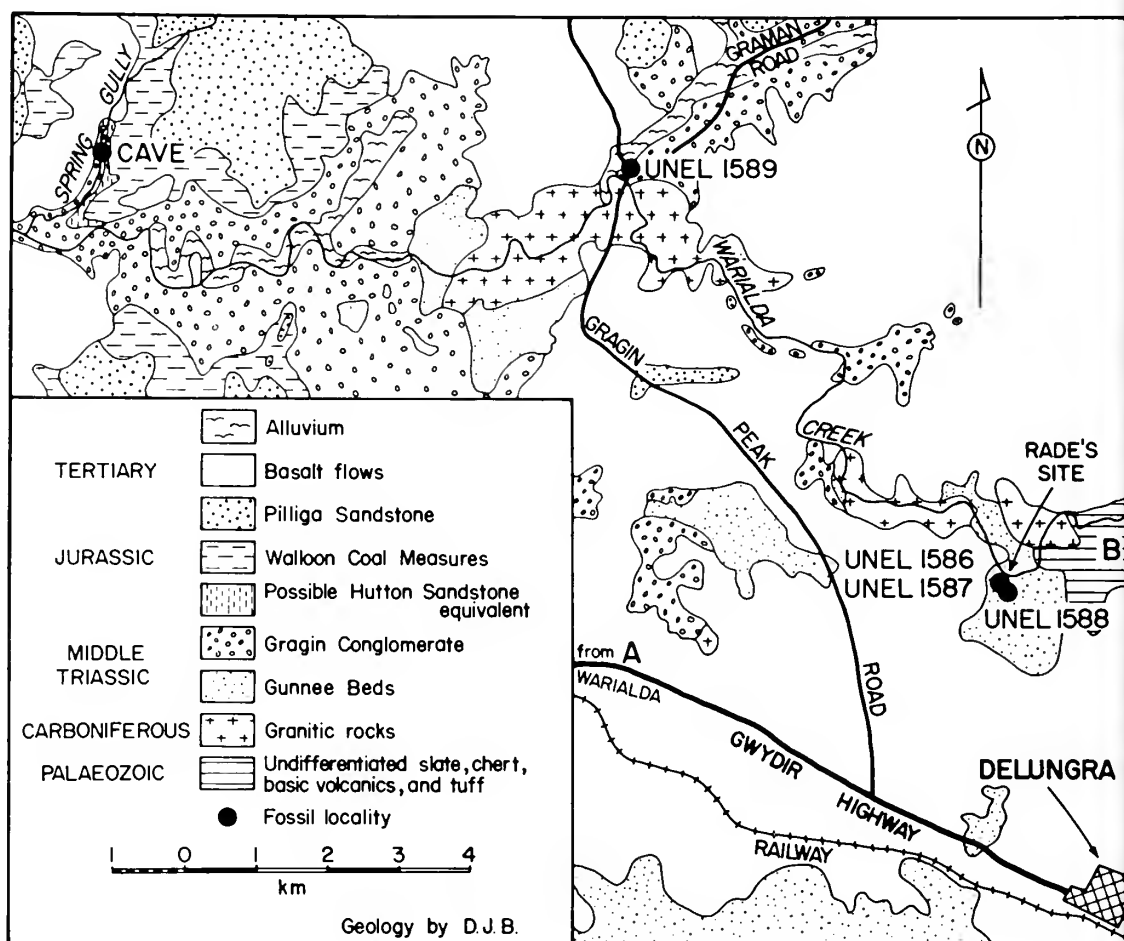 SPRING GULLY
CAVE
GRAMAN
ROAD
UNEL 1589
N
WARIALDA
CREEK
GRAGIN
PEAK
ROAD
RADE'S
SITE
B
UNEL 1586
UNEL 1587
UNEL 1588
from A
WARIALDA
GWYDIR
HIGHWAY
RAILWAY
DELUNGRA
Alluvium
TERTIARY
Basalt flows
Pilliga Sandstone
JURASSIC
Walloon Coal Measures
Possible Hutton Sandstone
equivalent
MIDDLE
TRIASSIC
Gragin Conglomerate
Gunnee Beds
CARBONIFEROUS
Granitic rocks
PALAEOZOIC
Undifferentiated slate, chert,
basic volcanics, and tuff
Fossil locality
1 0 1 2 3 4
km
Geology by D.J.B.